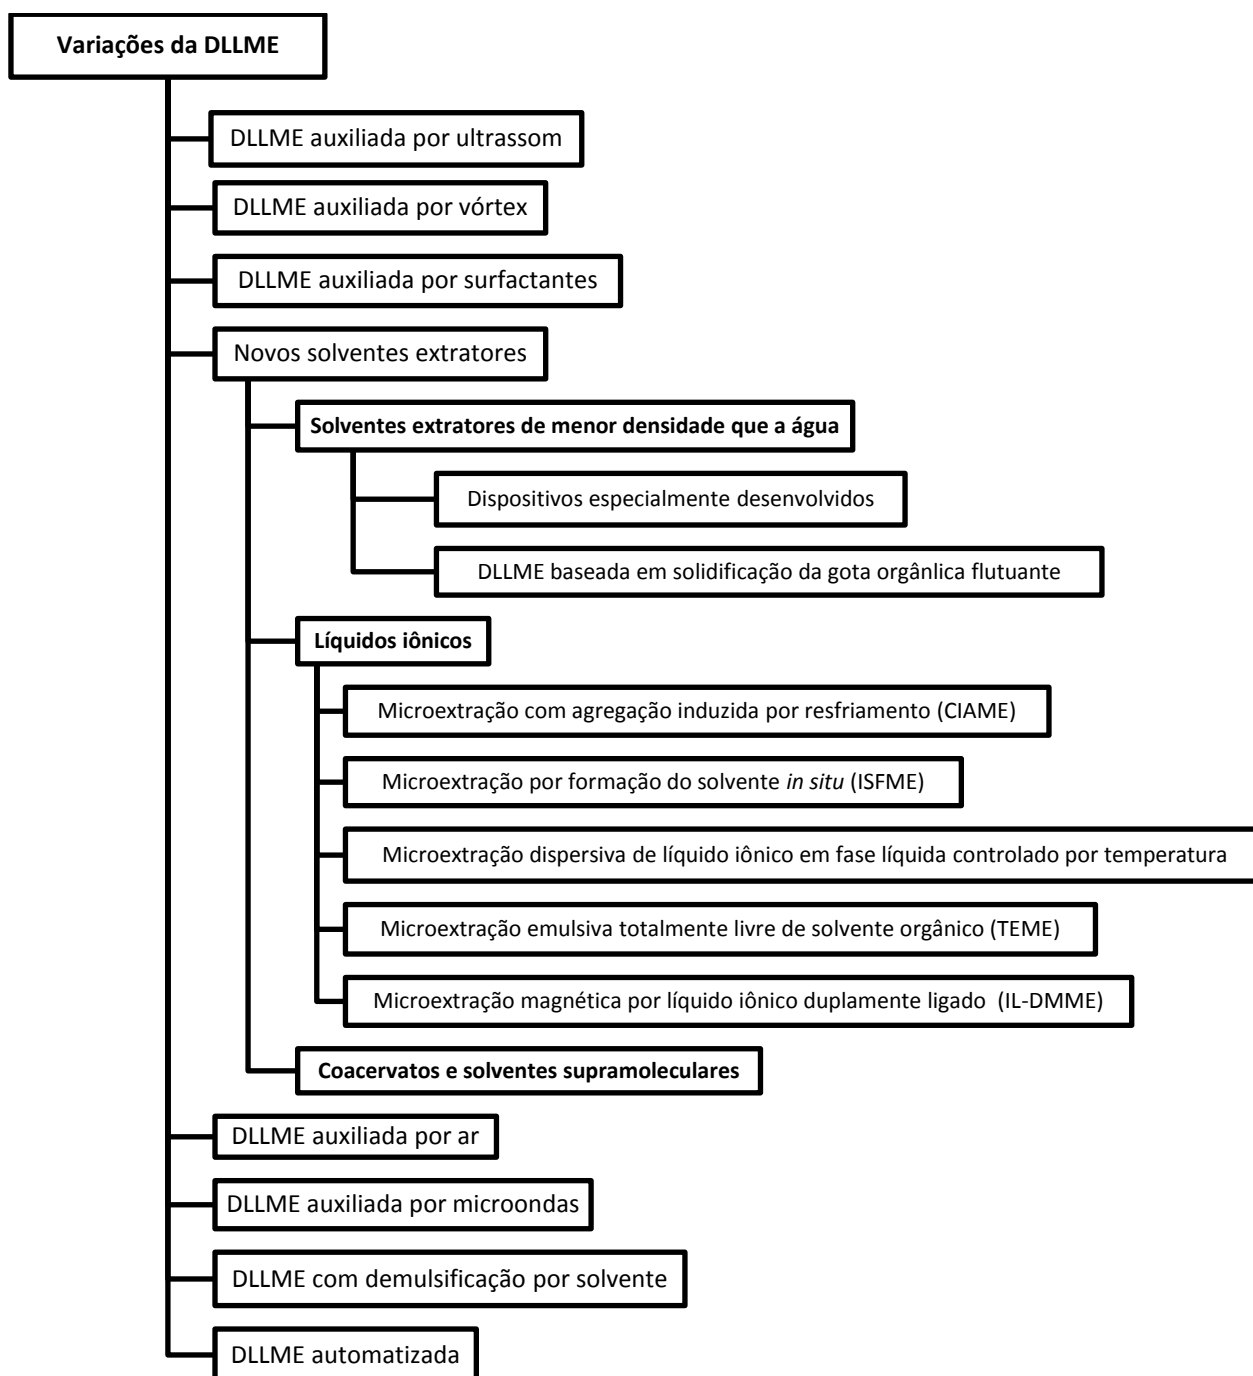 Variações da DLLME
DLLME auxiliada por ultrassom
DLLME auxiliada por vórtex
DLLME auxiliada por surfactantes
Novos solventes extratores
Solventes extratores de menor densidade que a água
Dispositivos especialmente desenvolvidos
DLLME baseada em solidificação da gota orgânlica flutuante
Líquidos iônicos
Microextração com agregação induzida por resfriamento (CIAME)
Microextração por formação do solvente in situ (ISFME)
Microextração dispersiva de líquido iônico em fase líquida controlado por temperatura
Microextração emulsiva totalmente livre de solvente orgânico (TEME)
Microextração magnética por líquido iônico duplamente ligado (IL-DMME)
Coacervatos e solventes supramoleculares
DLLME auxiliada por ar
DLLME auxiliada por microondas
DLLME com demulsificação por solvente
DLLME automatizada